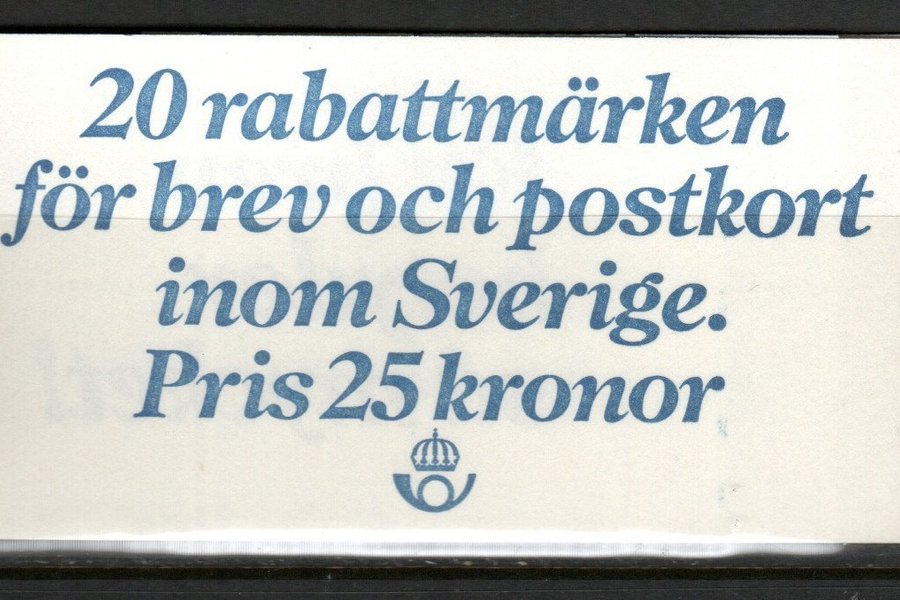 20 rabattmärken
för brev och postkort
inom Sverige.
Pris 25 kronor